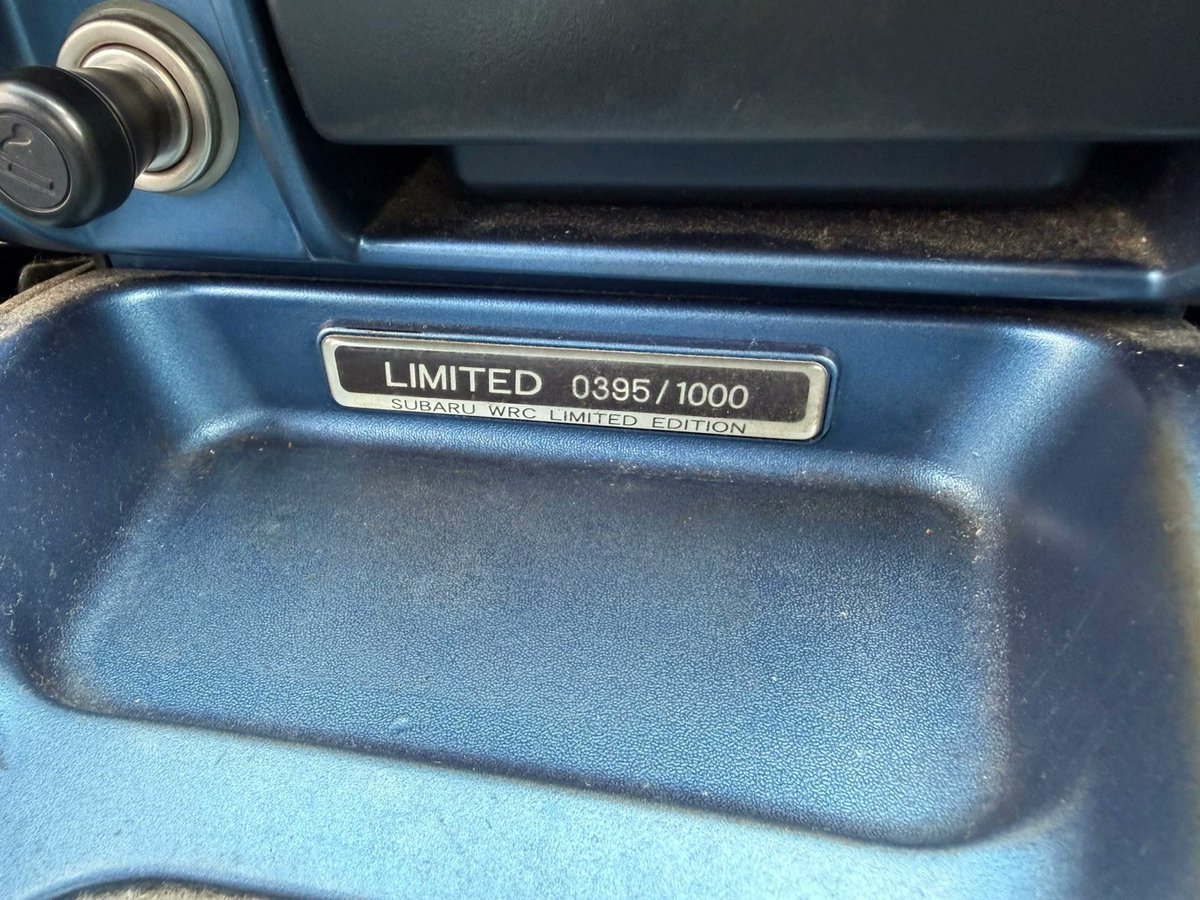 LIMITED 0395/1000
SUBARU WRC LIMITED EDITION